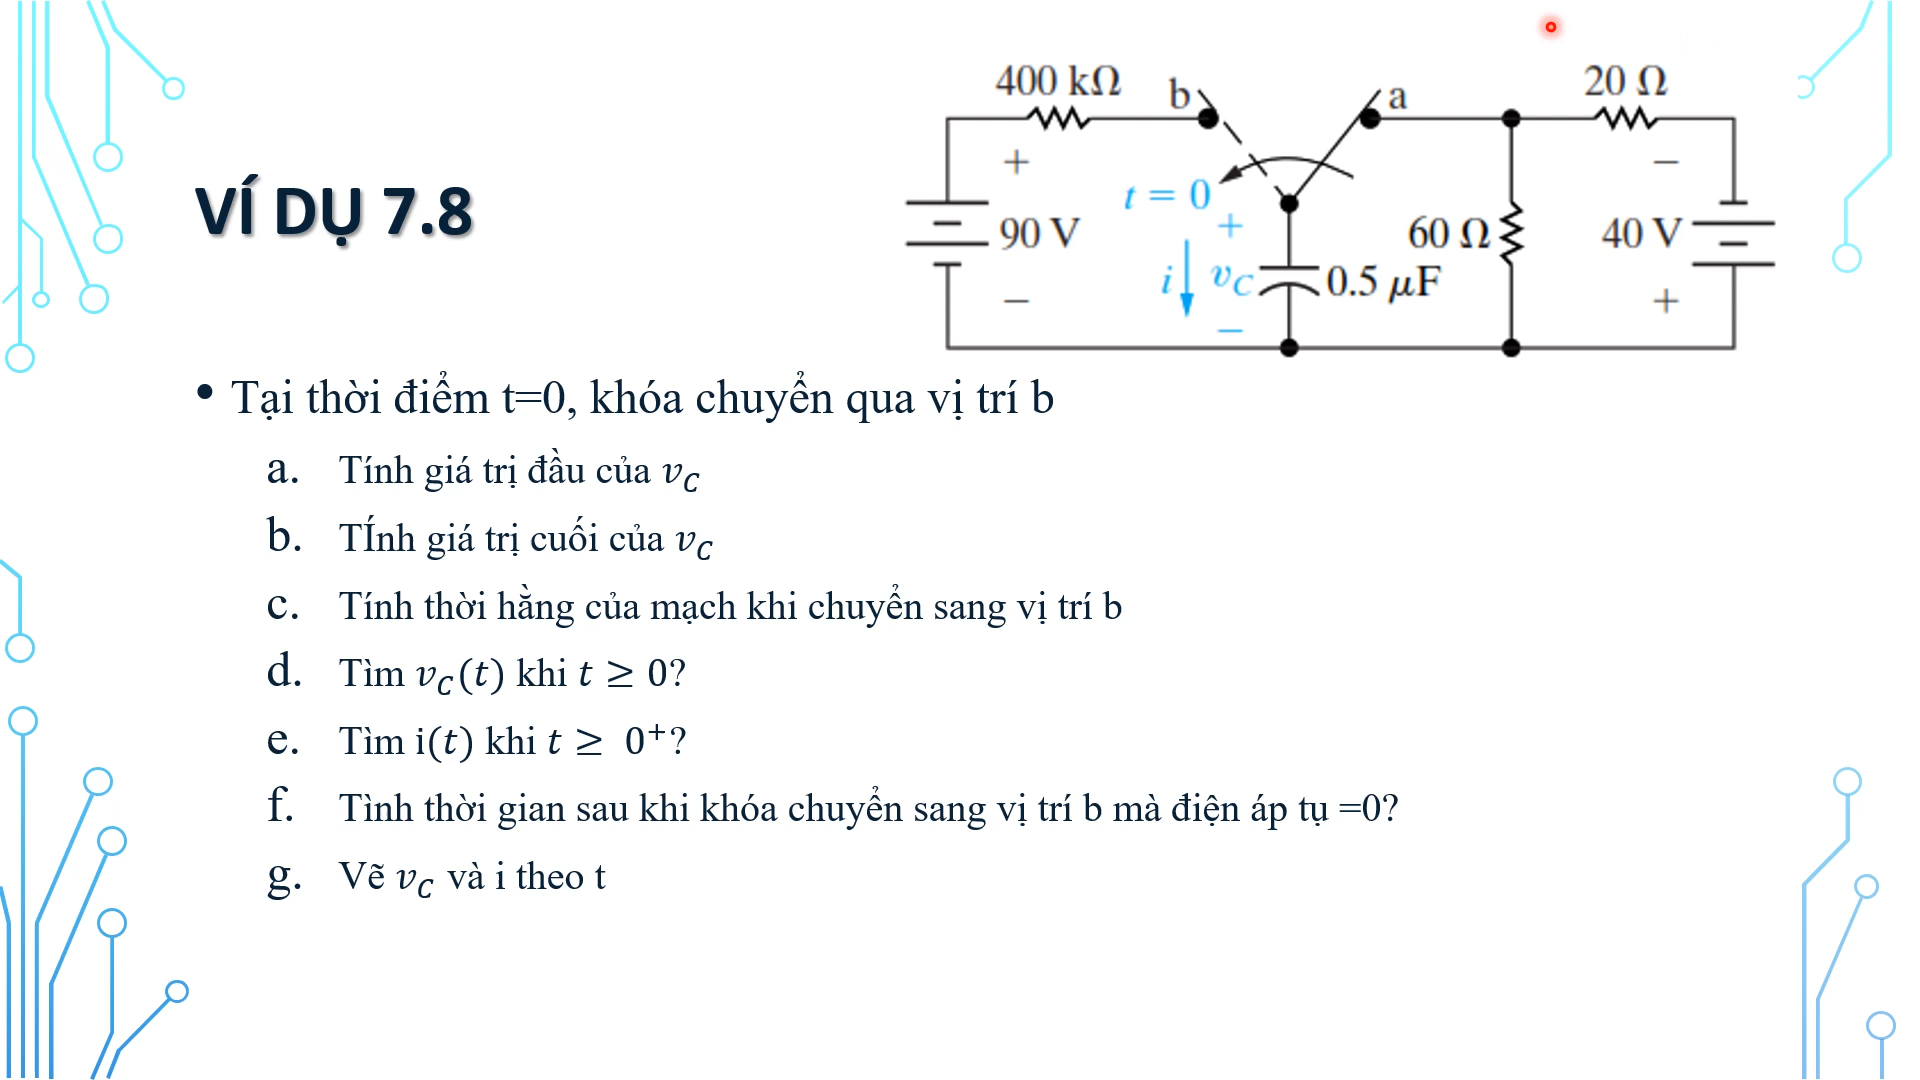 VÍ DỤ 7.8
400 kΩ
b
a
20 Ω
+
−
t = 0
90 V
+
60 Ω
40 V
i
v_C
0.5 μF
−
−
+
• Tại thời điểm t=0, khóa chuyển qua vị trí b
a. Tính giá trị đầu của v_C
b. TÍnh giá trị cuối của v_C
c. Tính thời hằng của mạch khi chuyển sang vị trí b
d. Tìm v_C(t) khi t ≥ 0?
e. Tìm i(t) khi t ≥ 0⁺?
f. Tình thời gian sau khi khóa chuyển sang vị trí b mà điện áp tụ =0?
g. Vẽ v_C và i theo t